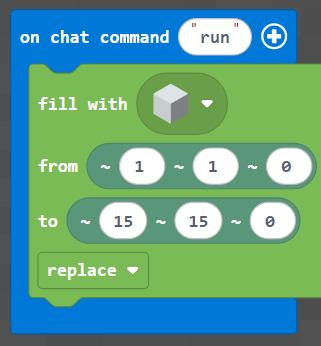 on chat command "run"
fill with
from ~ 1 ~ 1 ~ 0
to ~ 15 ~ 15 ~ 0
replace